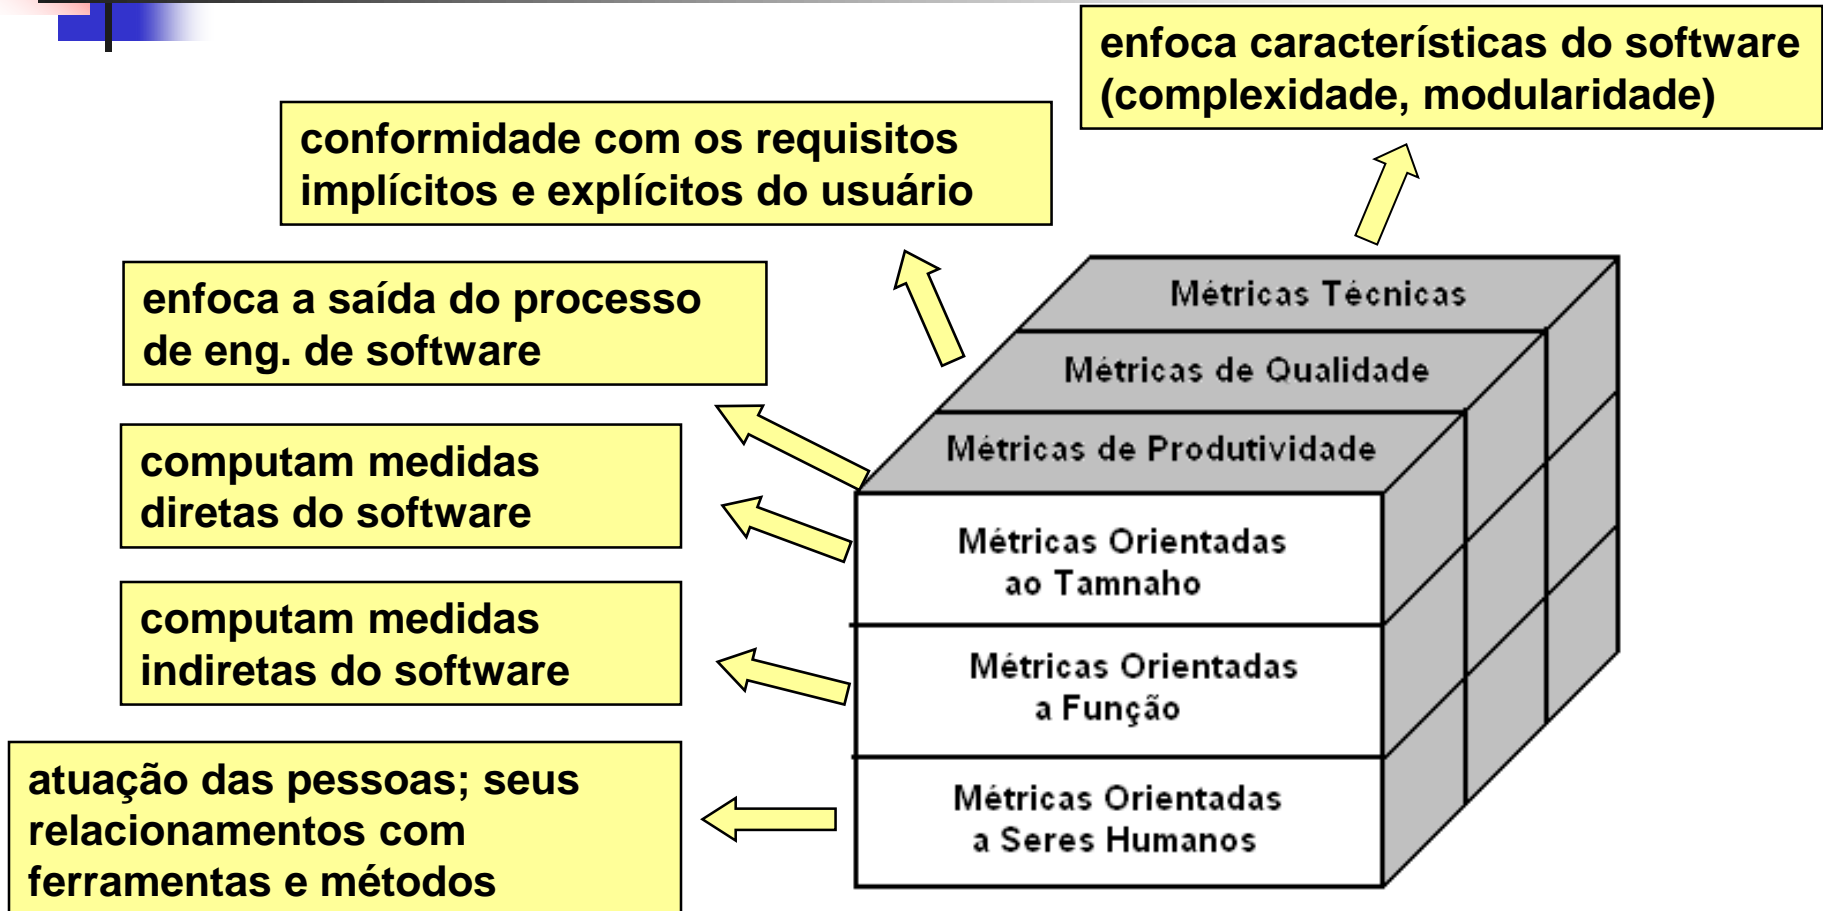 enfoca características do software
(complexidade, modularidade)
conformidade com os requisitos
implícitos e explícitos do usuário
enfoca a saída do processo
de eng. de software
computam medidas
diretas do software
computam medidas
indiretas do software
atuação das pessoas; seus
relacionamentos com
ferramentas e métodos
Métricas Técnicas
Métricas de Qualidade
Métricas de Produtividade
Métricas Orientadas
ao Tamnaho
Métricas Orientadas
a Função
Métricas Orientadas
a Seres Humanos